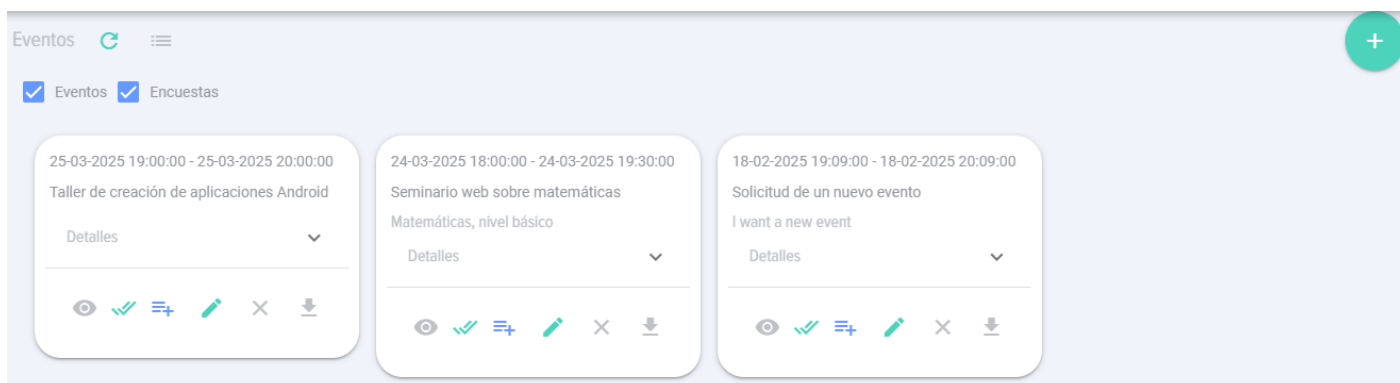 Eventos
Eventos Encuestas
25-03-2025 19:00:00 - 25-03-2025 20:00:00
Taller de creación de aplicaciones Android
Detalles
24-03-2025 18:00:00 - 24-03-2025 19:30:00
Seminario web sobre matemáticas
Matemáticas, nivel básico
Detalles
18-02-2025 19:09:00 - 18-02-2025 20:09:00
Solicitud de un nuevo evento
I want a new event
Detalles